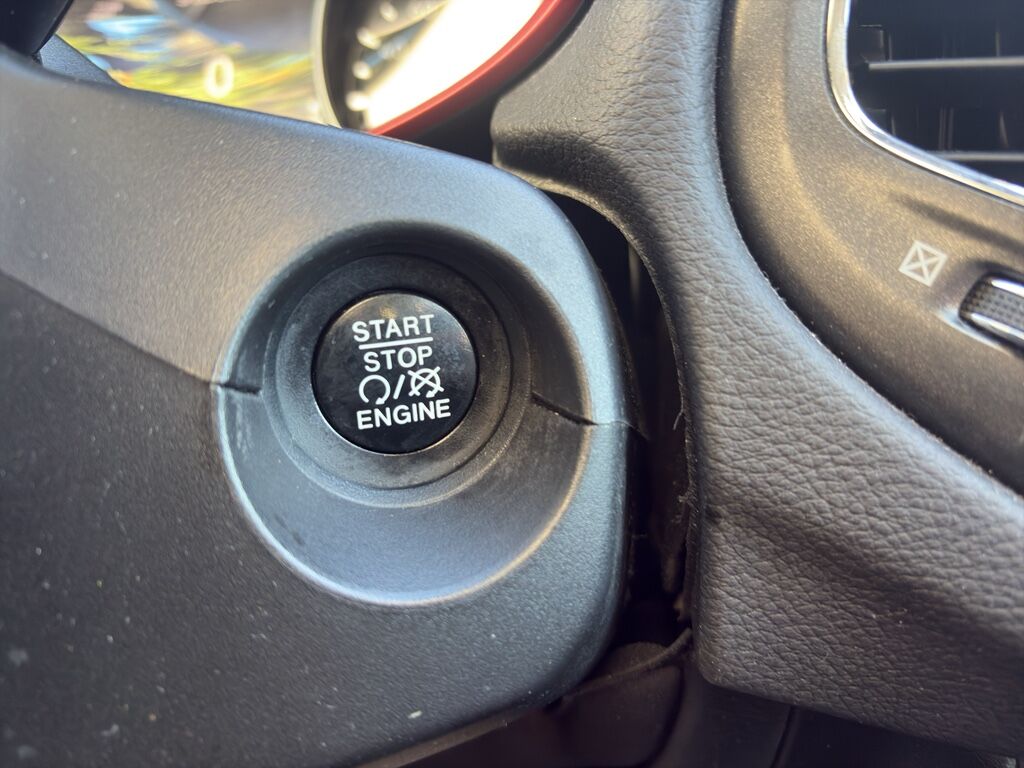 START
STOP
/
ENGINE